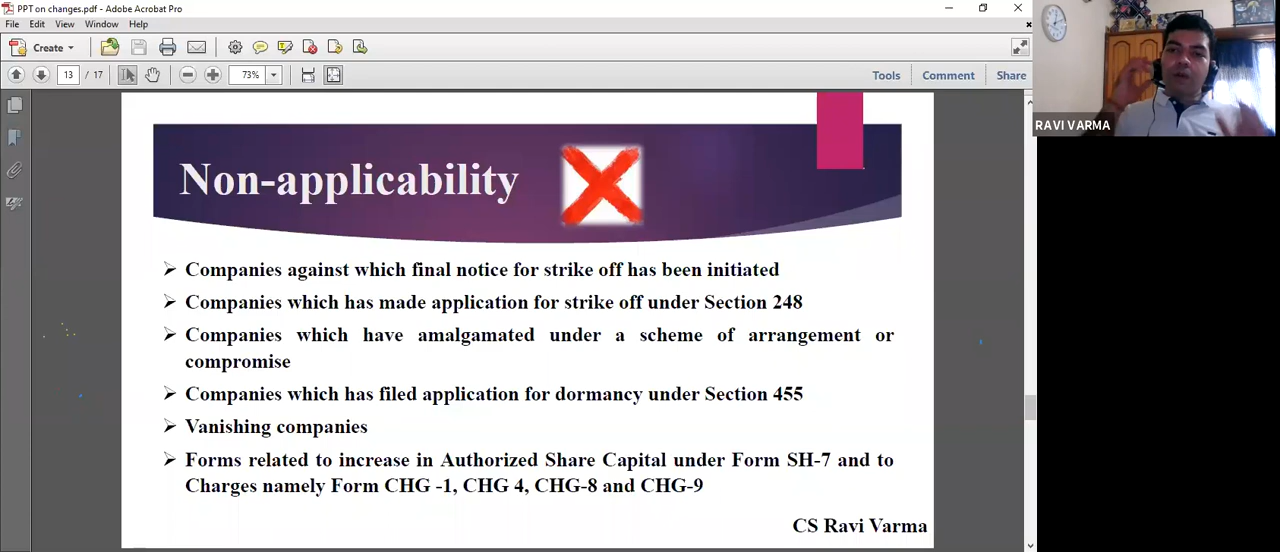 PPT on changes.pdf - Adobe Acrobat Pro
File Edit View Window Help
Create
13 / 17 73% Tools Comment Share
RAVI VARMA
Non-applicability
Companies against which final notice for strike off has been initiated
Companies which has made application for strike off under Section 248
Companies which have amalgamated under a scheme of arrangement or
compromise
Companies which has filed application for dormancy under Section 455
Vanishing companies
Forms related to increase in Authorized Share Capital under Form SH-7 and to
Charges namely Form CHG -1, CHG 4, CHG-8 and CHG-9
CS Ravi Varma